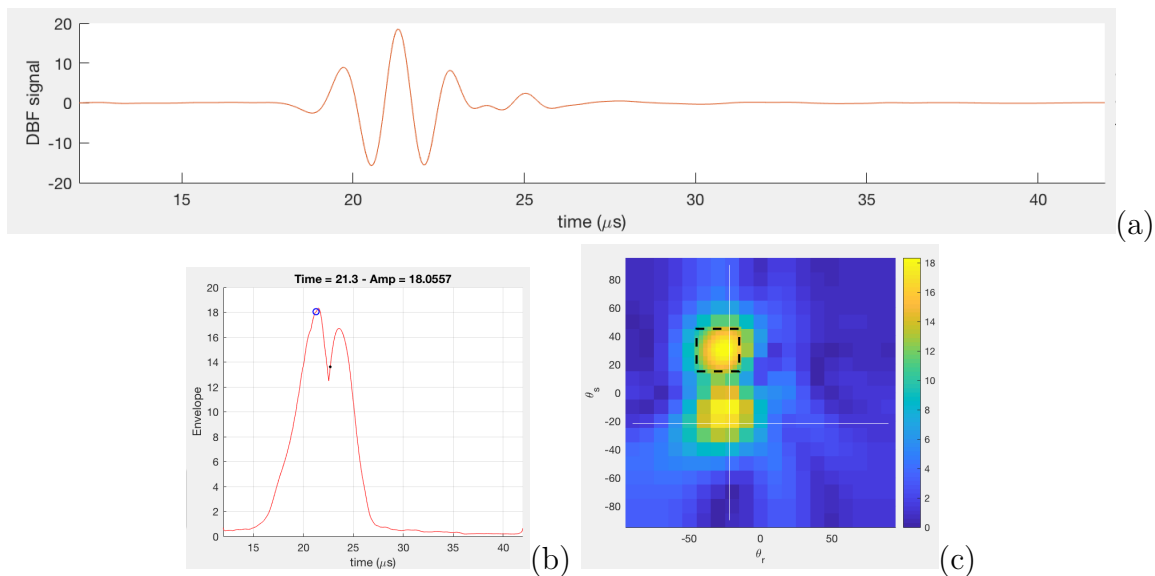 20
10
0
-10
-20
DBF signal
15 20 25 30 35 40
time (μs)
(a)
Time = 21.3 - Amp = 18.0557
20
18
16
14
12
10
8
6
4
2
0
Envelope
15 20 25 30 35 40
time (μs)
(b)
80
60
40
20
0
-20
-40
-60
-80
θs
-50 0 50
θr
18
16
14
12
10
8
6
4
2
0
(c)